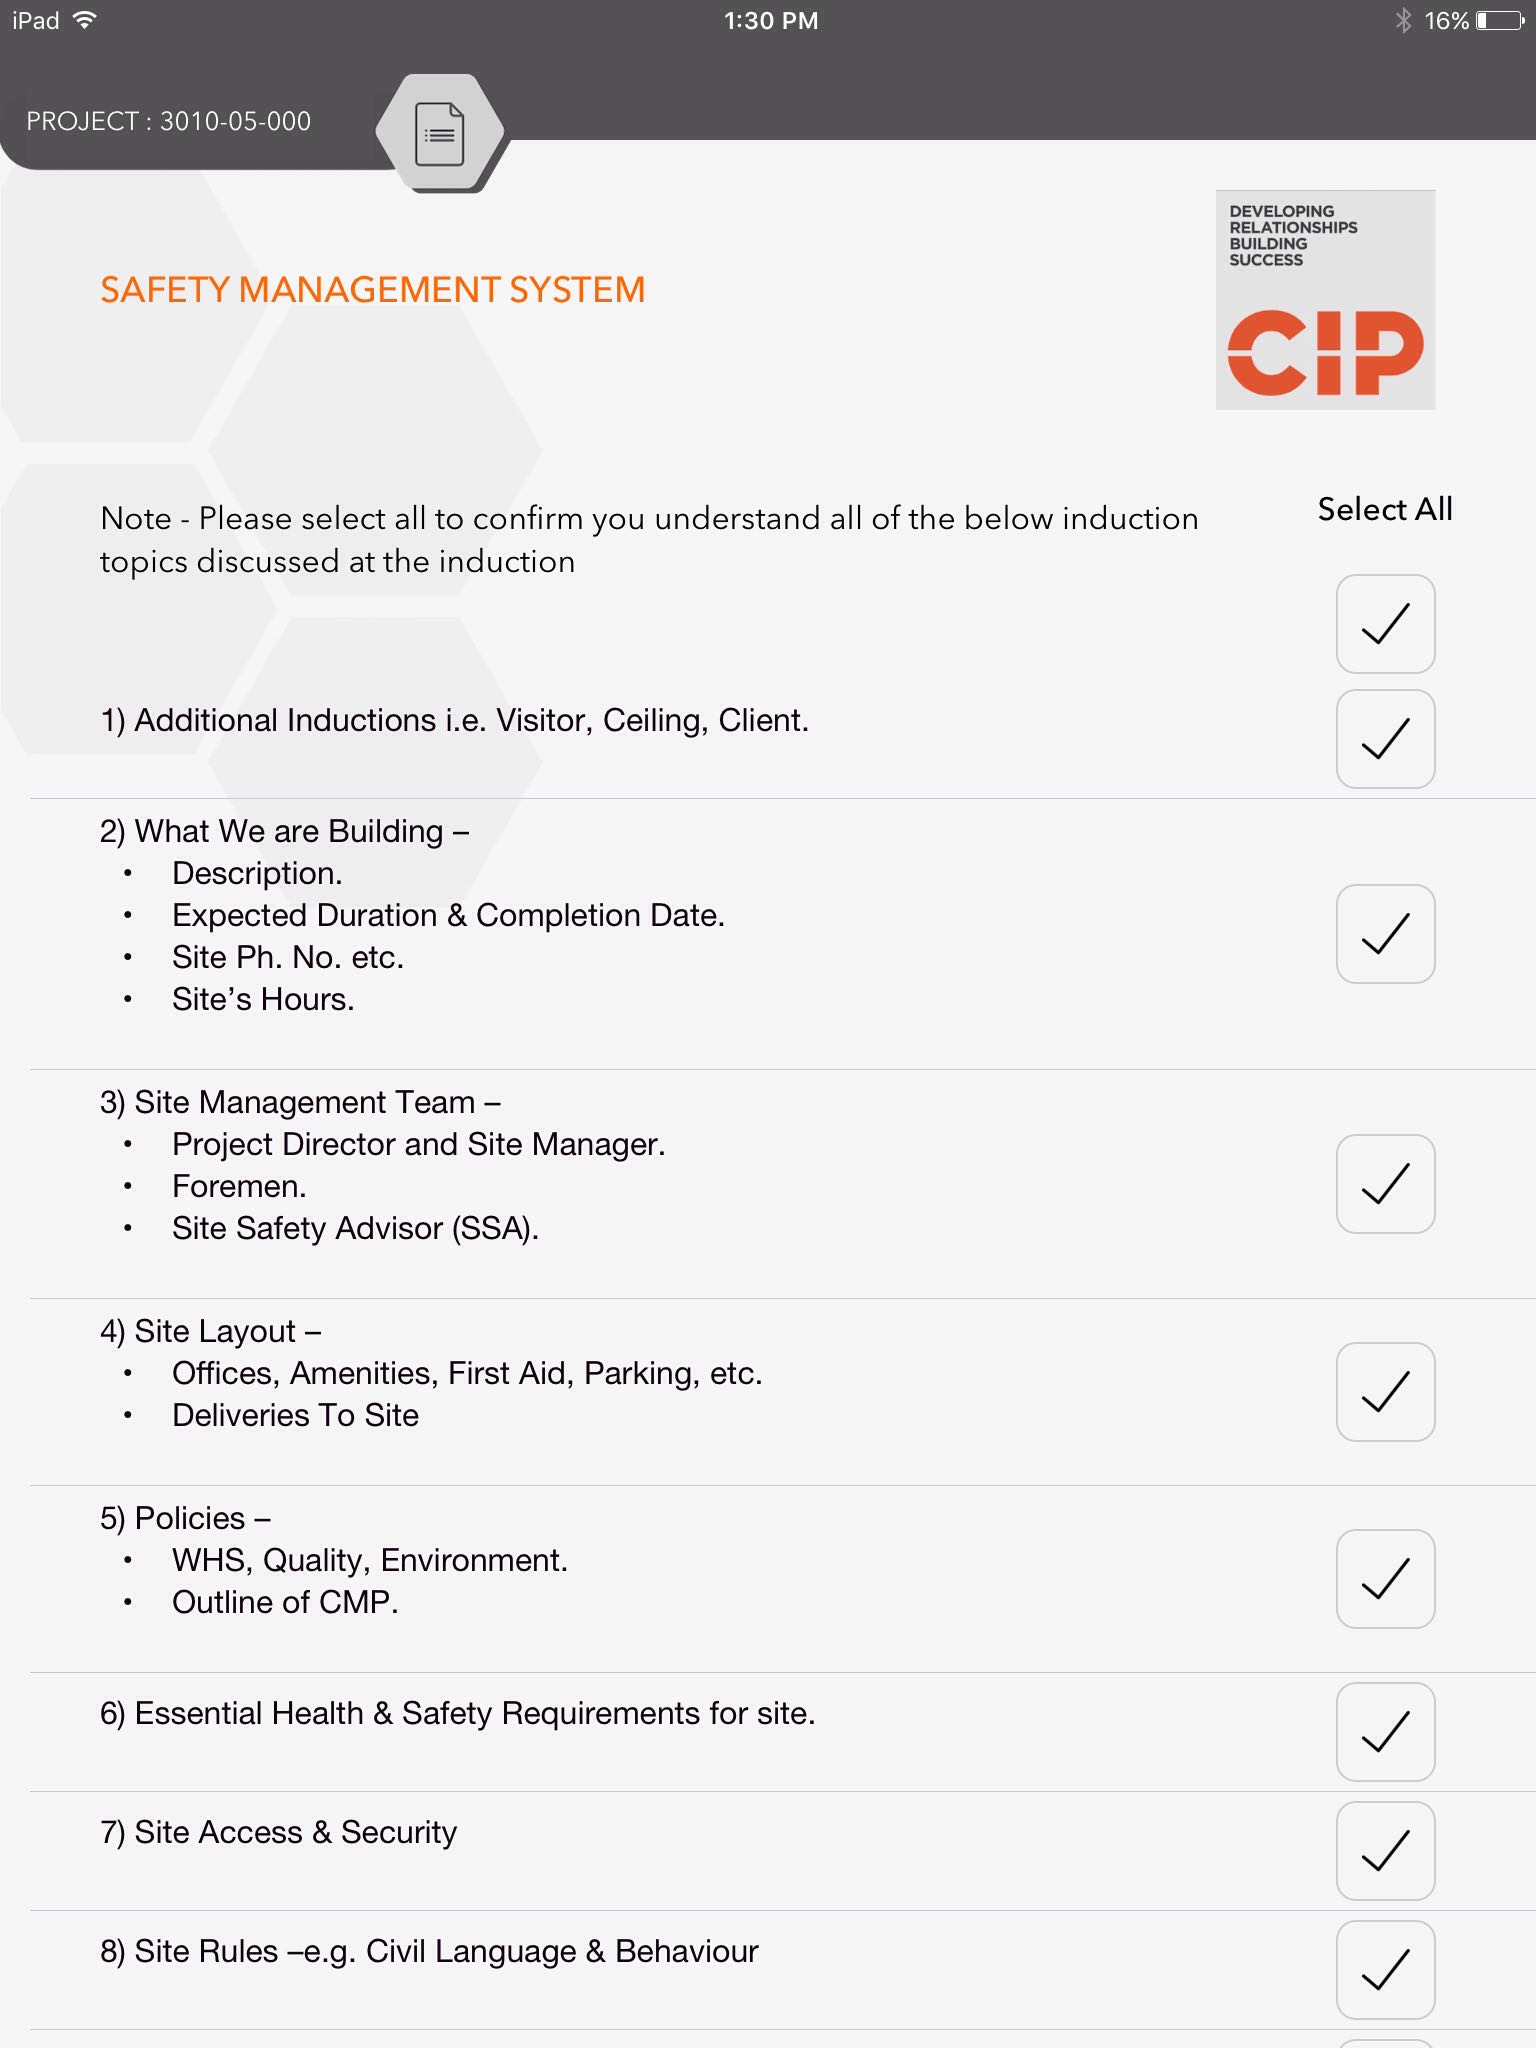 iPad
1:30 PM
16%
PROJECT : 3010-05-000
DEVELOPING
RELATIONSHIPS
BUILDING
SUCCESS
CIP
SAFETY MANAGEMENT SYSTEM
Note - Please select all to confirm you understand all of the below induction
topics discussed at the induction
Select All
1) Additional Inductions i.e. Visitor, Ceiling, Client.
2) What We are Building –
• Description.
• Expected Duration & Completion Date.
• Site Ph. No. etc.
• Site’s Hours.
3) Site Management Team –
• Project Director and Site Manager.
• Foremen.
• Site Safety Advisor (SSA).
4) Site Layout –
• Offices, Amenities, First Aid, Parking, etc.
• Deliveries To Site
5) Policies –
• WHS, Quality, Environment.
• Outline of CMP.
6) Essential Health & Safety Requirements for site.
7) Site Access & Security
8) Site Rules –e.g. Civil Language & Behaviour